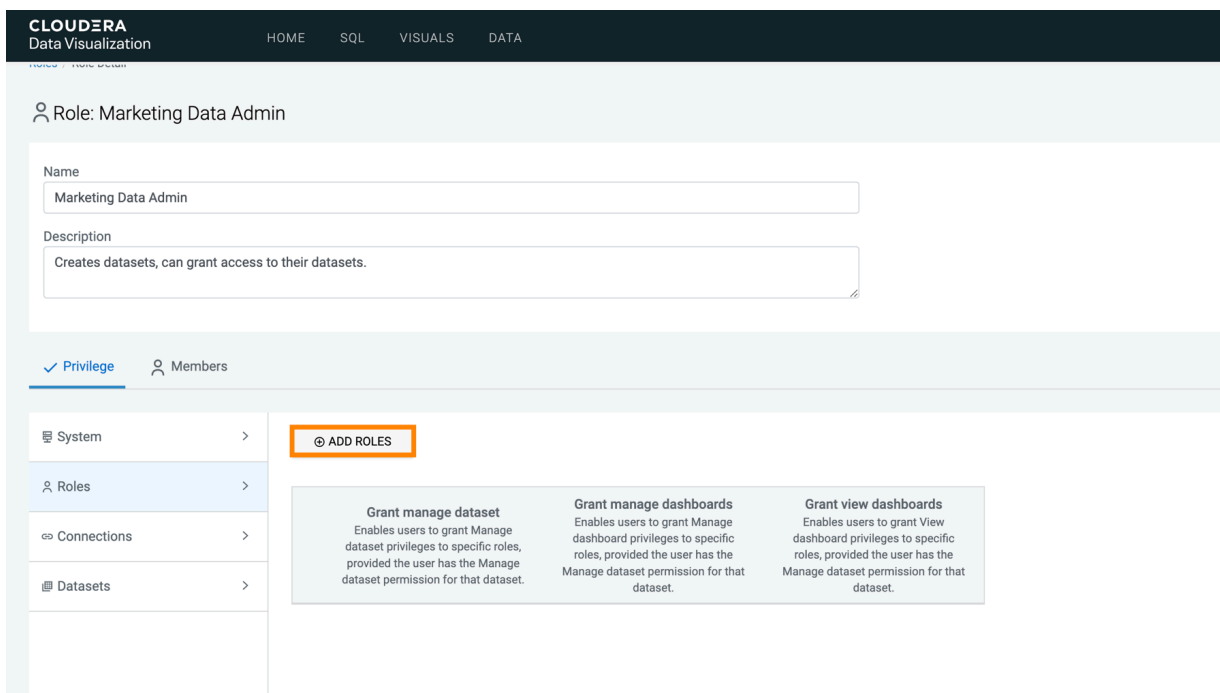 CLOUDERA
Data Visualization
HOME SQL VISUALS DATA
Roles / Role Detail
Role: Marketing Data Admin
Name
Marketing Data Admin
Description
Creates datasets, can grant access to their datasets.
Privilege
Members
System
Roles
Connections
Datasets
ADD ROLES
Grant manage dataset
Enables users to grant Manage
dataset privileges to specific roles,
provided the user has the Manage
dataset permission for that dataset.
Grant manage dashboards
Enables users to grant Manage
dashboard privileges to specific
roles, provided the user has the
Manage dataset permission for that
dataset.
Grant view dashboards
Enables users to grant View
dashboard privileges to specific
roles, provided the user has the
Manage dataset permission for that
dataset.